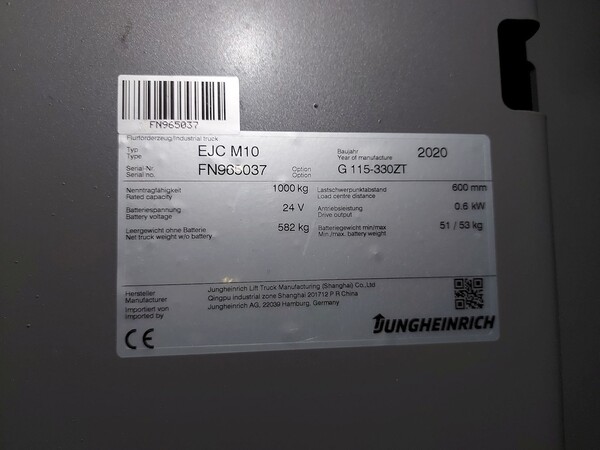 FN965037
Flurförderzeug/Industrial truck
Typ EJC M10 Baujahr 2020
Type Year of manufacture
Serial-Nr. FN965037 Option G 115-330ZT
Serial no. Option
Nenntragfähigkeit 1000 kg Lastschwerpunktabstand 600 mm
Rated capacity Load centre distance
Batteriespannung 24 V Antriebsleistung 0.6 kW
Battery voltage Drive output
Leergewicht ohne Batterie 582 kg Batteriegewicht min/max 51 / 53 kg
Net truck weight w/o battery. Min./max. battery weight
Hersteller Jungheinrich Lift Truck Manufacturing (Shanghai) Co.,Ltd
Manufacturer Qingpu industrial zone Shanghai 201712 P R China
Importiert von Jungheinrich AG, 22039 Hamburg, Germany
Imported by
CE
JUNGHEINRICH